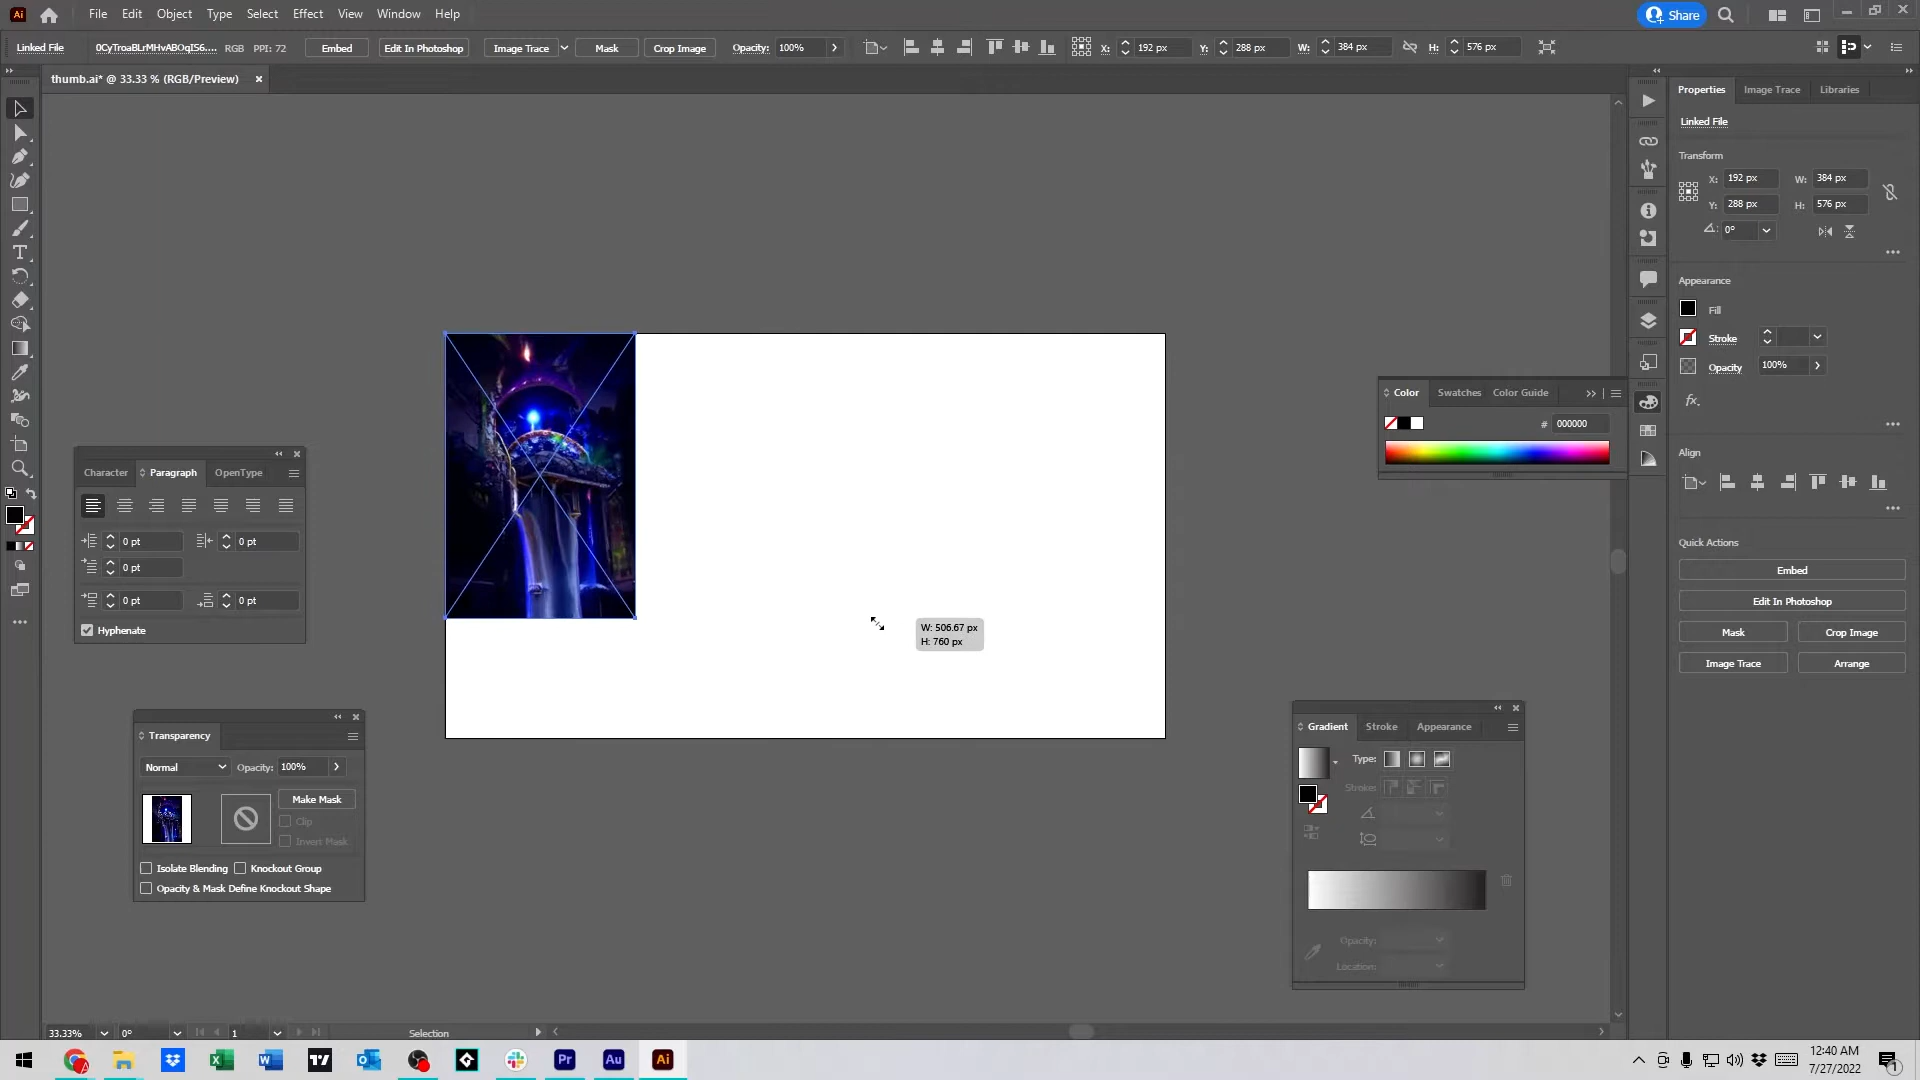 Ai File Edit Object Type Select Effect View Window Help Share
Linked File 0CyTroaBLrMHvABOqIS6.... RGB PPI: 72 Embed Edit In Photoshop Image Trace Mask Crop Image Opacity: 100% X: 192 px Y: 288 px W: 384 px H: 576 px
thumb.ai* @ 33.33 % (RGB/Preview) ×
Properties Image Trace Libraries
Linked File
Transform
X: 192 px W: 384 px
Y: 288 px H: 576 px
0°
Appearance
Fill
Stroke
Opacity 100%
fx.
Align
Quick Actions
Embed
Edit In Photoshop
Mask Crop Image
Image Trace Arrange
Color Swatches Color Guide
# 000000
Character Paragraph OpenType
0 pt 0 pt
0 pt
0 pt 0 pt
Hyphenate
W: 506.67 px
H: 760 px
Transparency
Normal Opacity: 100%
Make Mask
Clip
Invert Mask
Isolate Blending Knockout Group
Opacity & Mask Define Knockout Shape
Gradient Stroke Appearance
Type:
Stroke:
Opacity:
Location:
33.33% 0° 1 Selection
Pr Au Ai
12:40 AM
7/27/2022
1